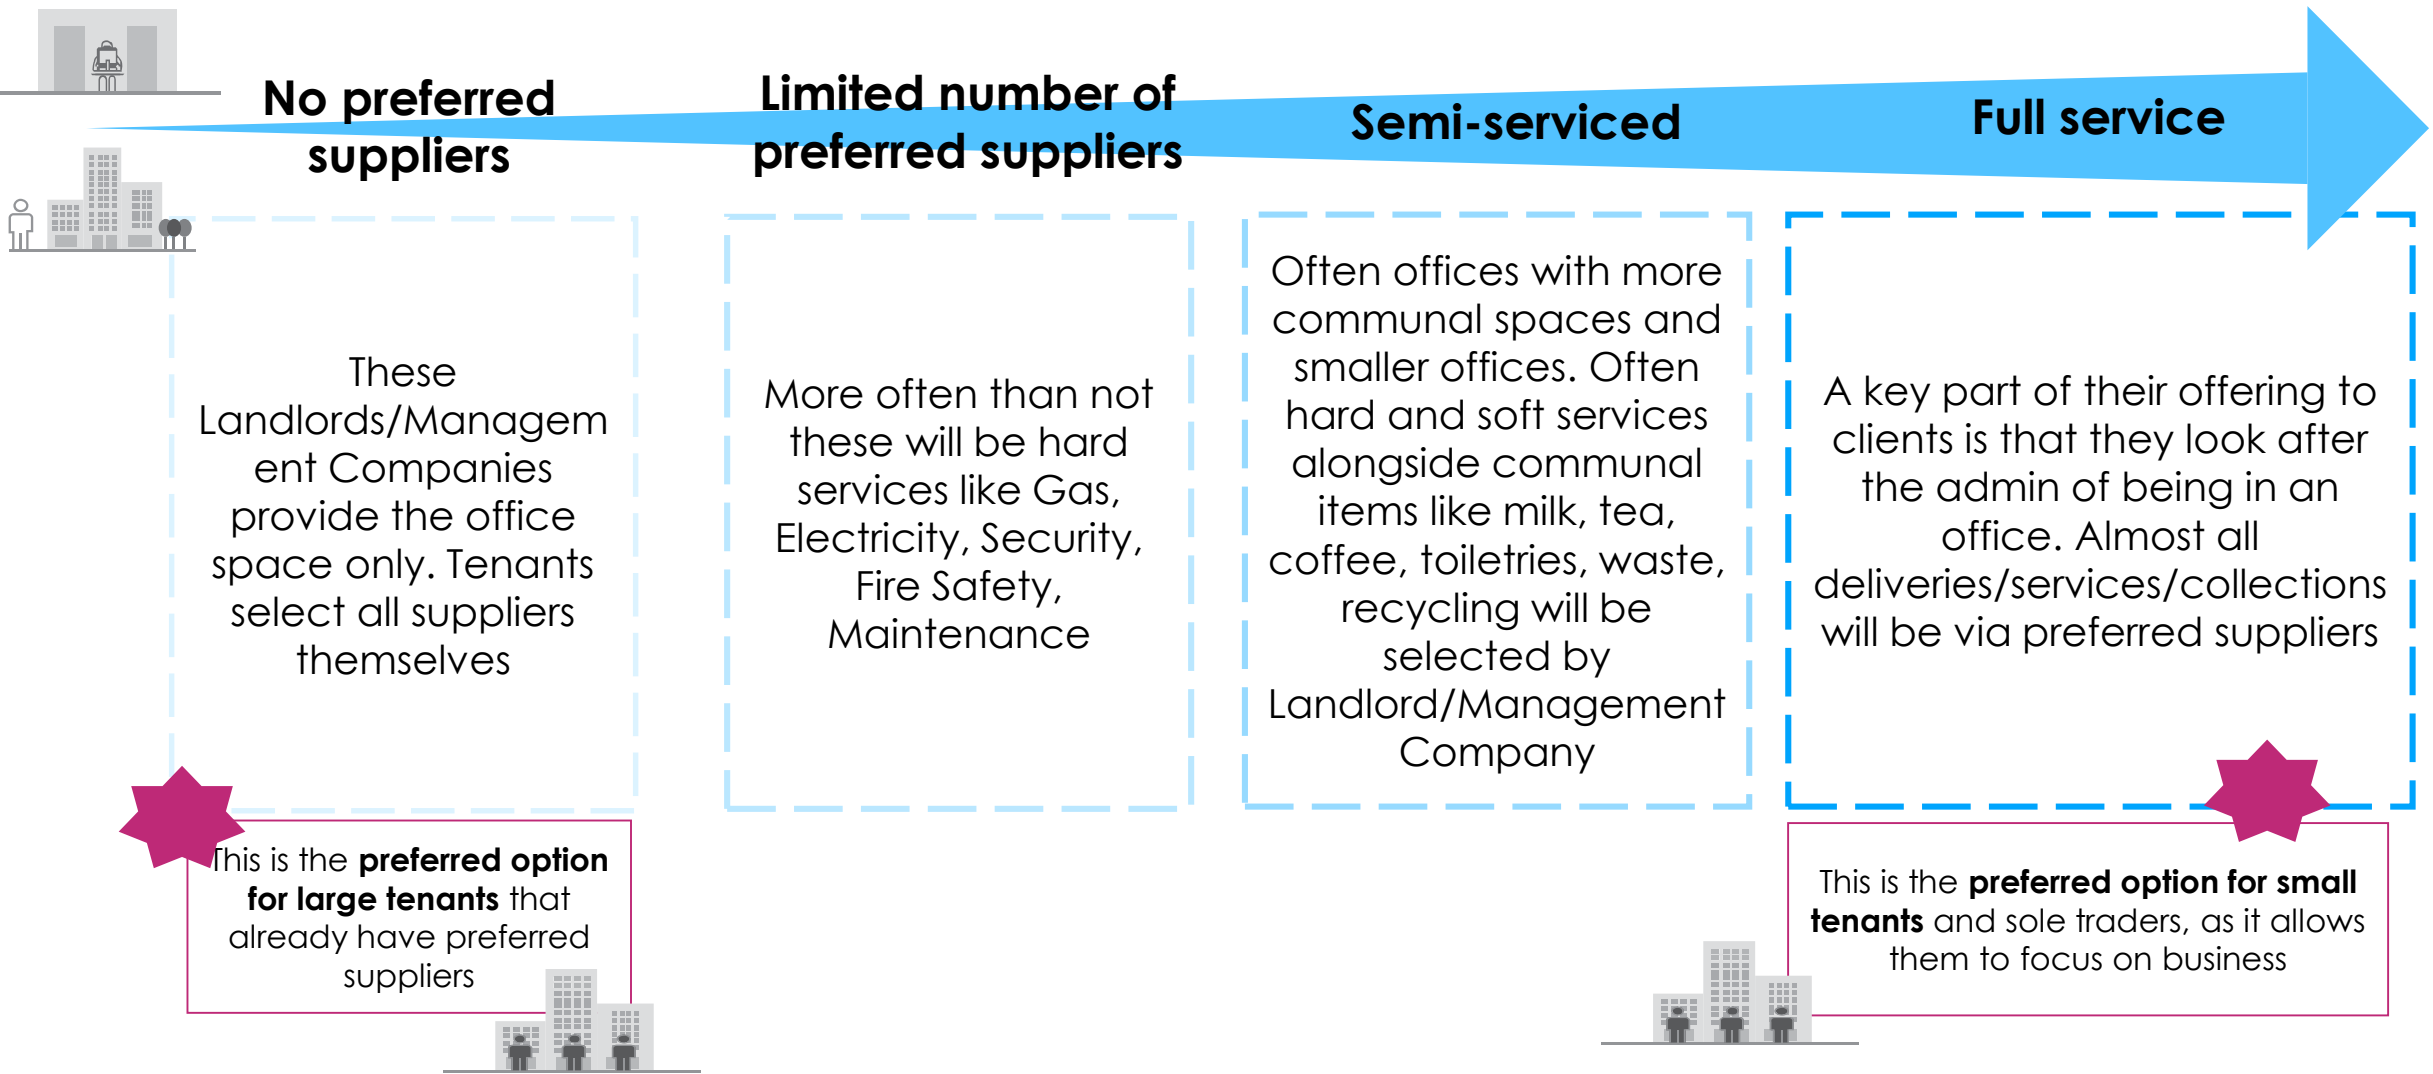 No preferred
suppliers
Limited number of
preferred suppliers
Semi-serviced
Full service
These
Landlords/Managem
ent Companies
provide the office
space only. Tenants
select all suppliers
themselves
More often than not
these will be hard
services like Gas,
Electricity, Security,
Fire Safety,
Maintenance
Often offices with more
communal spaces and
smaller offices. Often
hard and soft services
alongside communal
items like milk, tea,
coffee, toiletries, waste,
recycling will be
selected by
Landlord/Management
Company
A key part of their offering to
clients is that they look after
the admin of being in an
office. Almost all
deliveries/services/collections
will be via preferred suppliers
This is the preferred option
for large tenants that
already have preferred
suppliers
This is the preferred option for small
tenants and sole traders, as it allows
them to focus on business